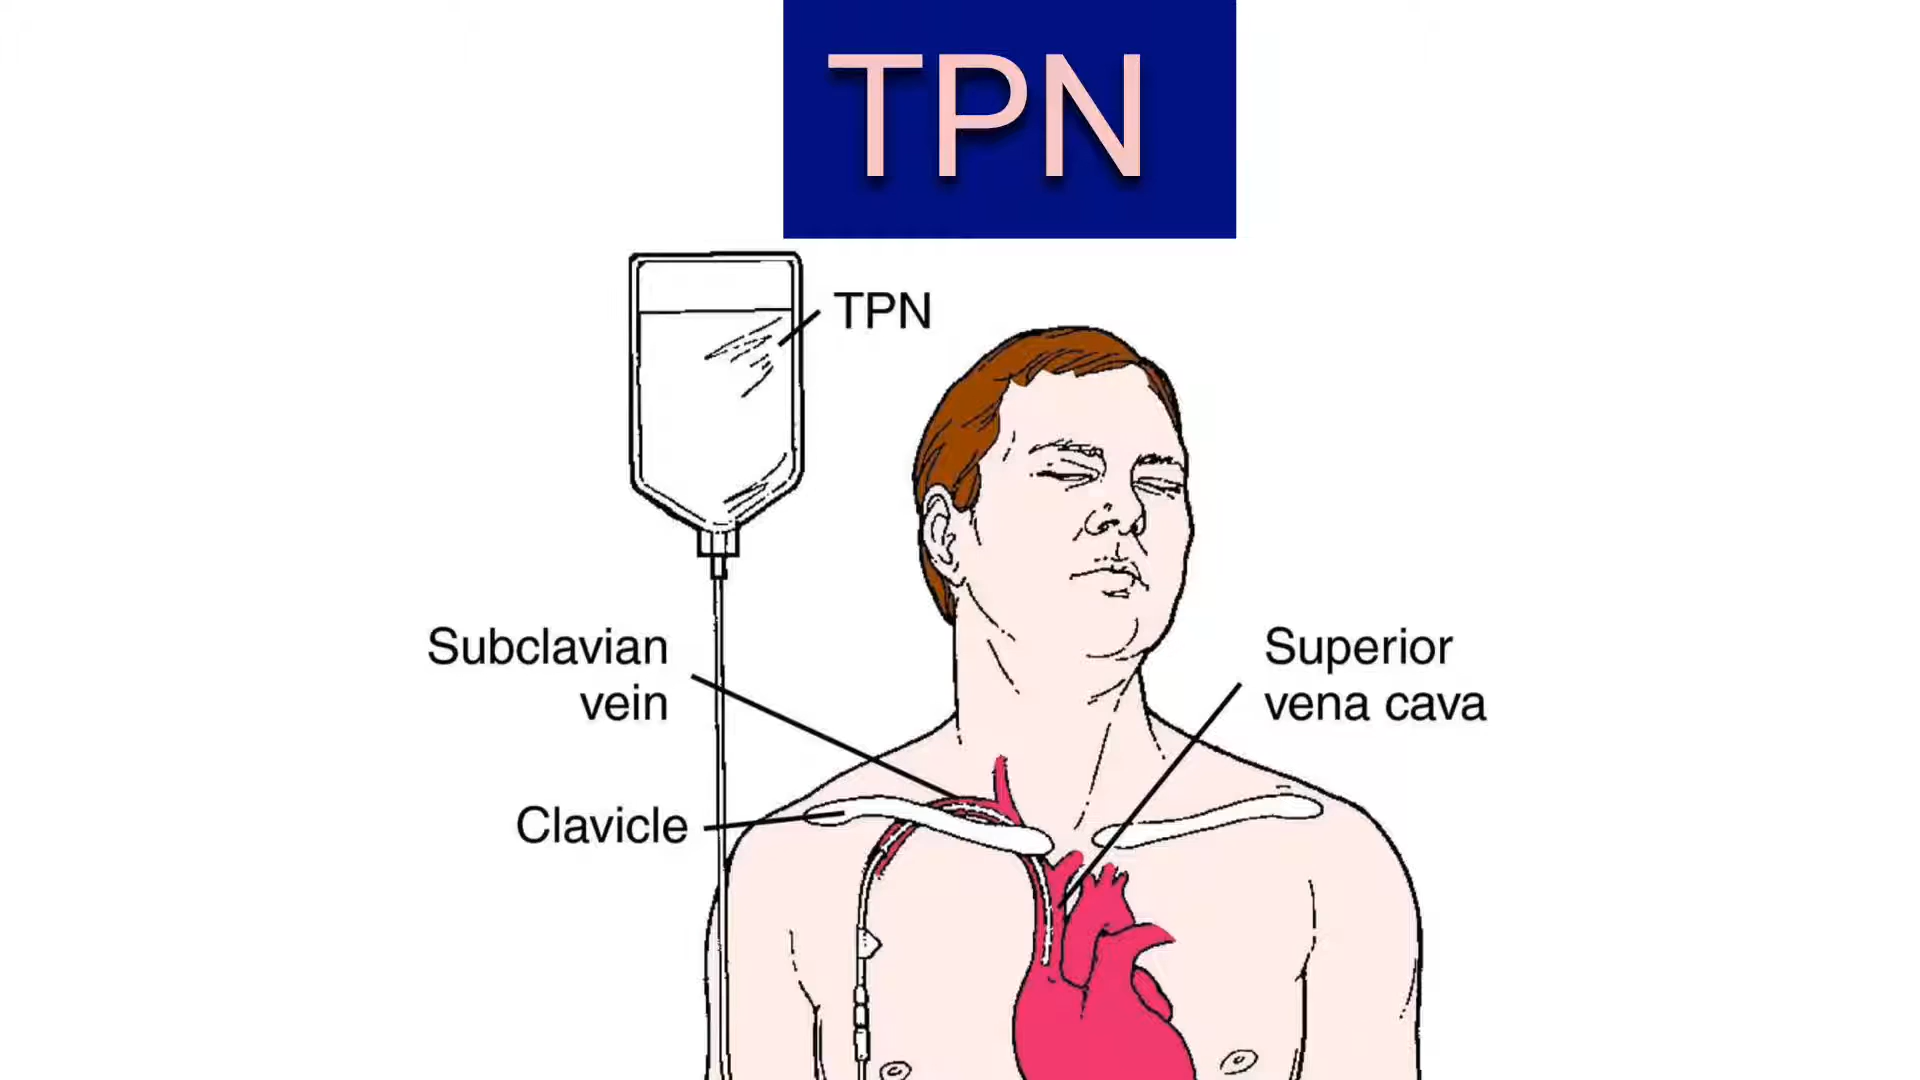 TPN
TPN
Subclavian
vein
Superior
vena cava
Clavicle